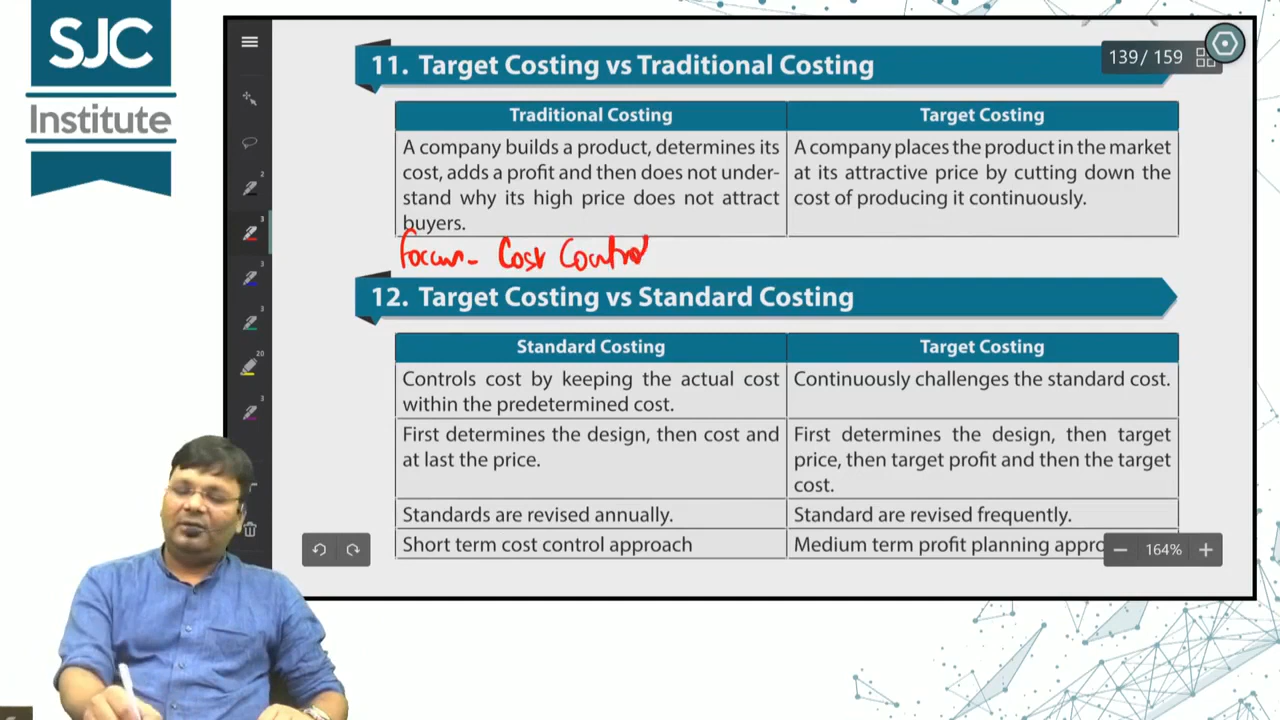 SJC
Institute
139 / 159
11. Target Costing vs Traditional Costing
Traditional Costing
A company builds a product, determines its
cost, adds a profit and then does not under-
stand why its high price does not attract
buyers.
Target Costing
A company places the product in the market
at its attractive price by cutting down the
cost of producing it continuously.
Focus - Cost Control
12. Target Costing vs Standard Costing
Standard Costing
Target Costing
Controls cost by keeping the actual cost
within the predetermined cost.
Continuously challenges the standard cost.
First determines the design, then cost and
at last the price.
First determines the design, then target
price, then target profit and then the target
cost.
Standards are revised annually.
Standard are revised frequently.
Short term cost control approach
Medium term profit planning appro
164%
2
3
3
3
20
3